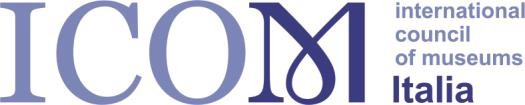 ICOM
international
council
of museums
Italia